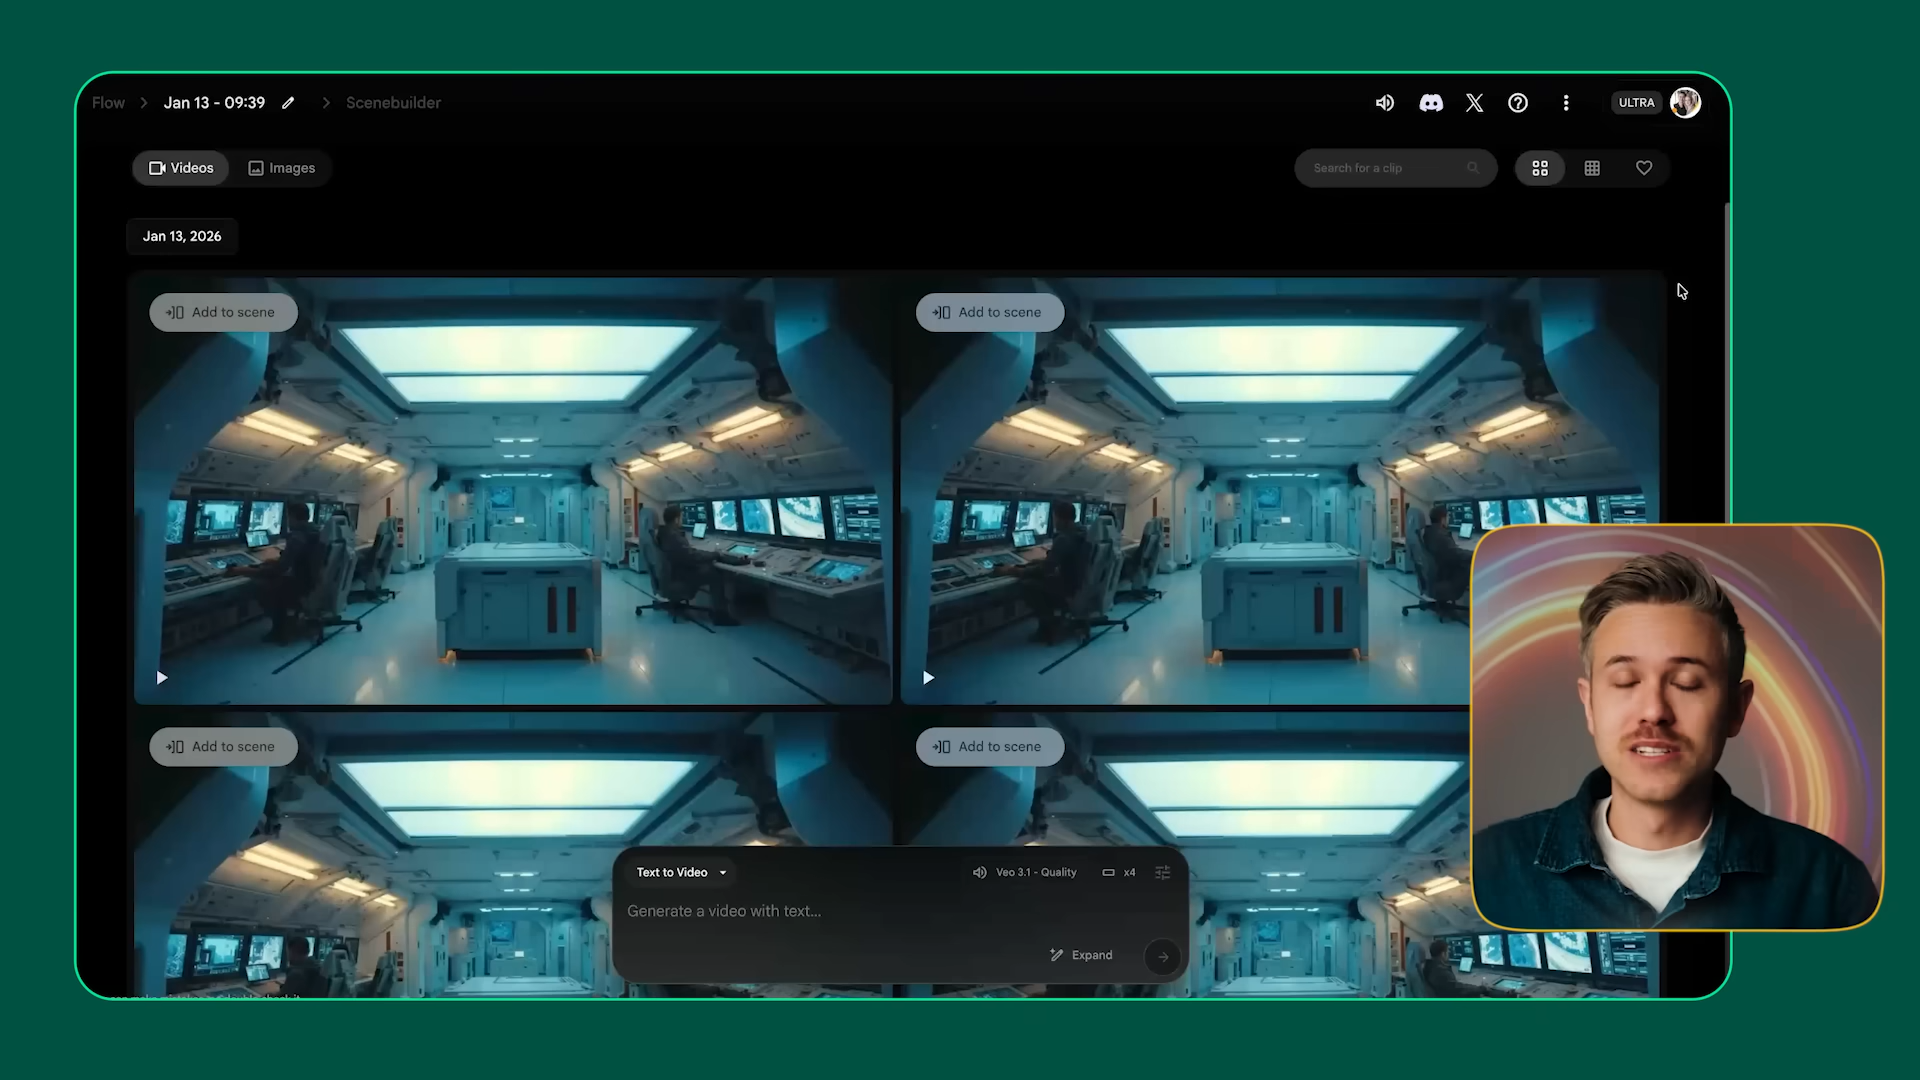 Flow > Jan 13 - 09:39 > Scenebuilder
ULTRA
Videos
Images
Search for a clip
Jan 13, 2026
Add to scene
Add to scene
Add to scene
Add to scene
Text to Video
Veo 3.1 - Quality
x4
Generate a video with text...
Expand